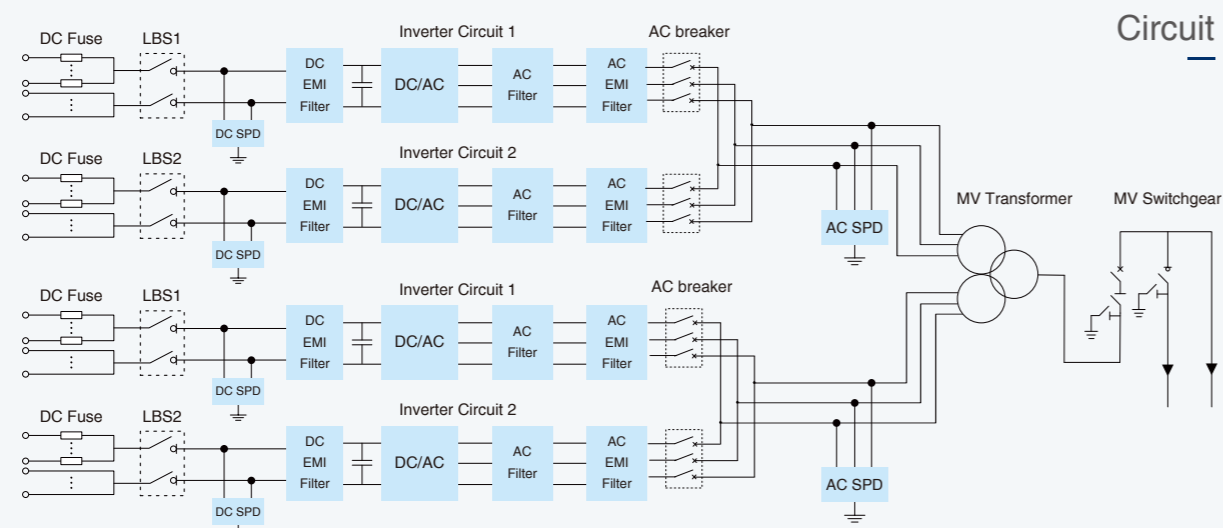 Circuit
DC Fuse LBS1 Inverter Circuit 1 AC breaker
DC
EMI
Filter
DC/AC
AC
Filter
AC
EMI
Filter
DC SPD
DC Fuse LBS2 Inverter Circuit 2
DC
EMI
Filter
DC/AC
AC
Filter
AC
EMI
Filter
DC SPD
AC SPD
MV Transformer MV Switchgear
DC Fuse LBS1 Inverter Circuit 1 AC breaker
DC
EMI
Filter
DC/AC
AC
Filter
AC
EMI
Filter
DC SPD
DC Fuse LBS2 Inverter Circuit 2
DC
EMI
Filter
DC/AC
AC
Filter
AC
EMI
Filter
DC SPD
AC SPD